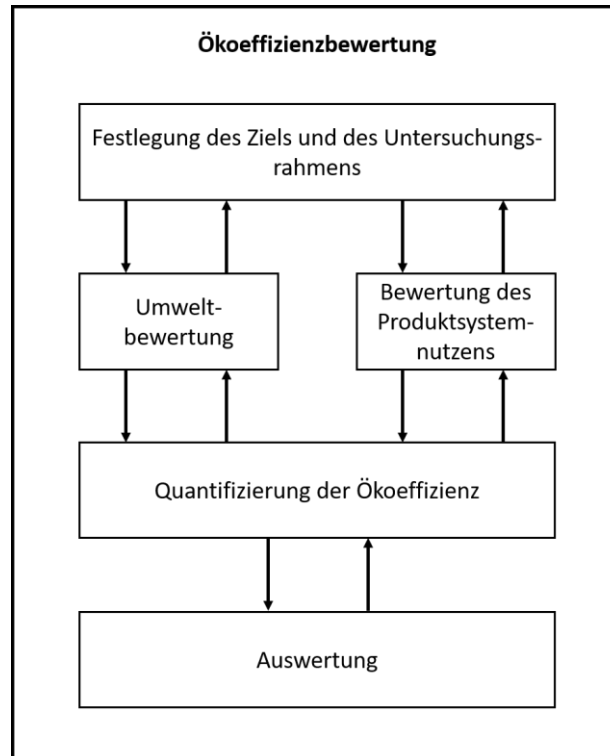 Ökoeffizienzbewertung
Festlegung des Ziels und des Untersuchungs-
rahmens
Umwelt-
bewertung
Bewertung des
Produktsystem-
nutzens
Quantifizierung der Ökoeffizienz
Auswertung